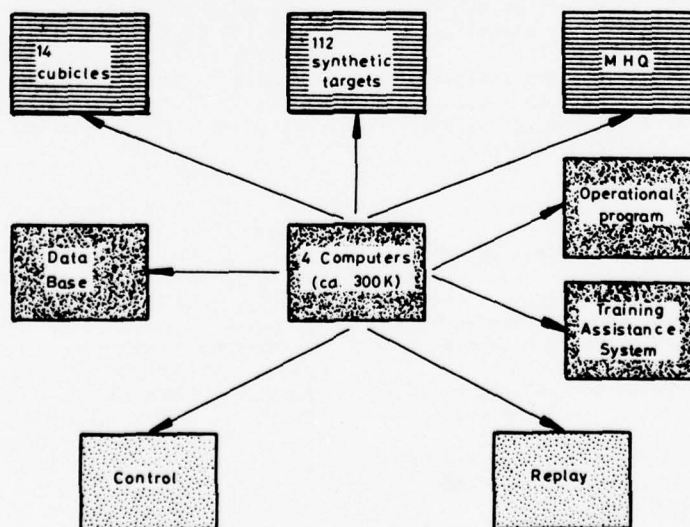 14
cubicles
112
synthetic
targets
MHQ
Operational
program
Data
Base
4 Computers
(ca. 300K)
Training
Assistance
System
Control
Replay